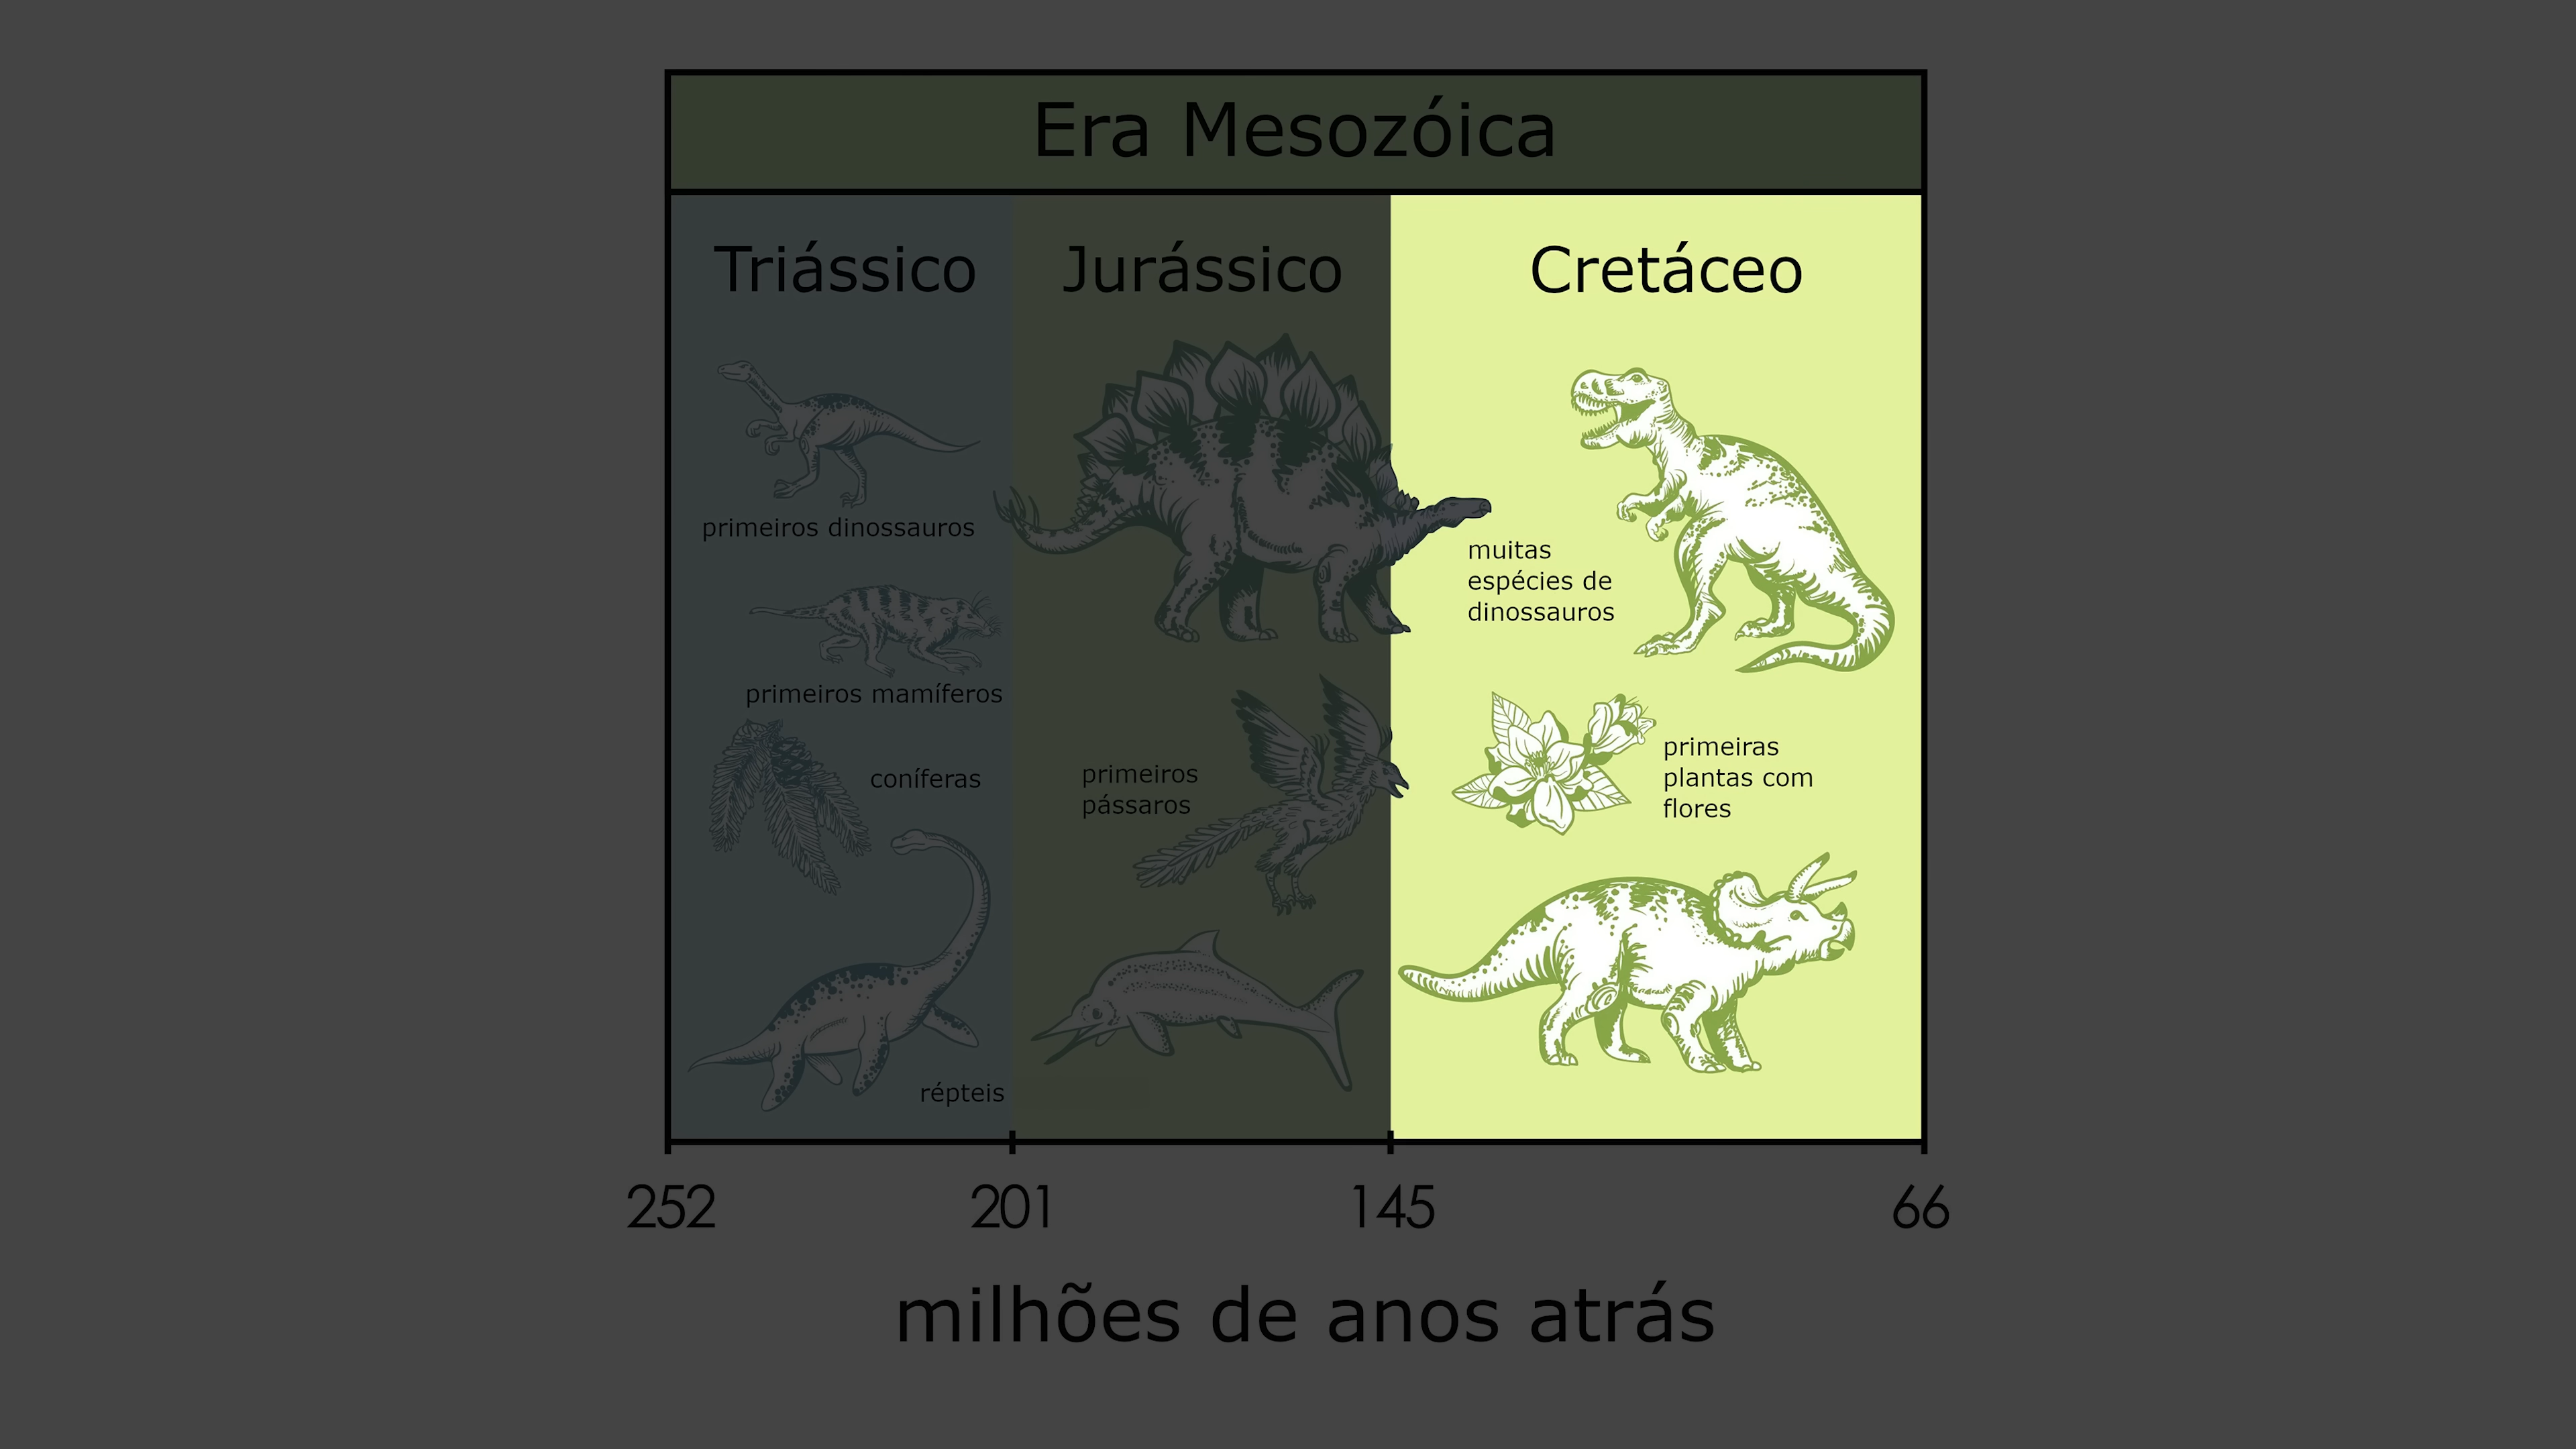 Era Mesozóica
Triássico
Jurássico
Cretáceo
primeiros dinossauros
primeiros mamíferos
coníferas
répteis
primeiros
pássaros
muitas
espécies de
dinossauros
primeiras
plantas com
flores
252
201
145
66
milhões de anos atrás